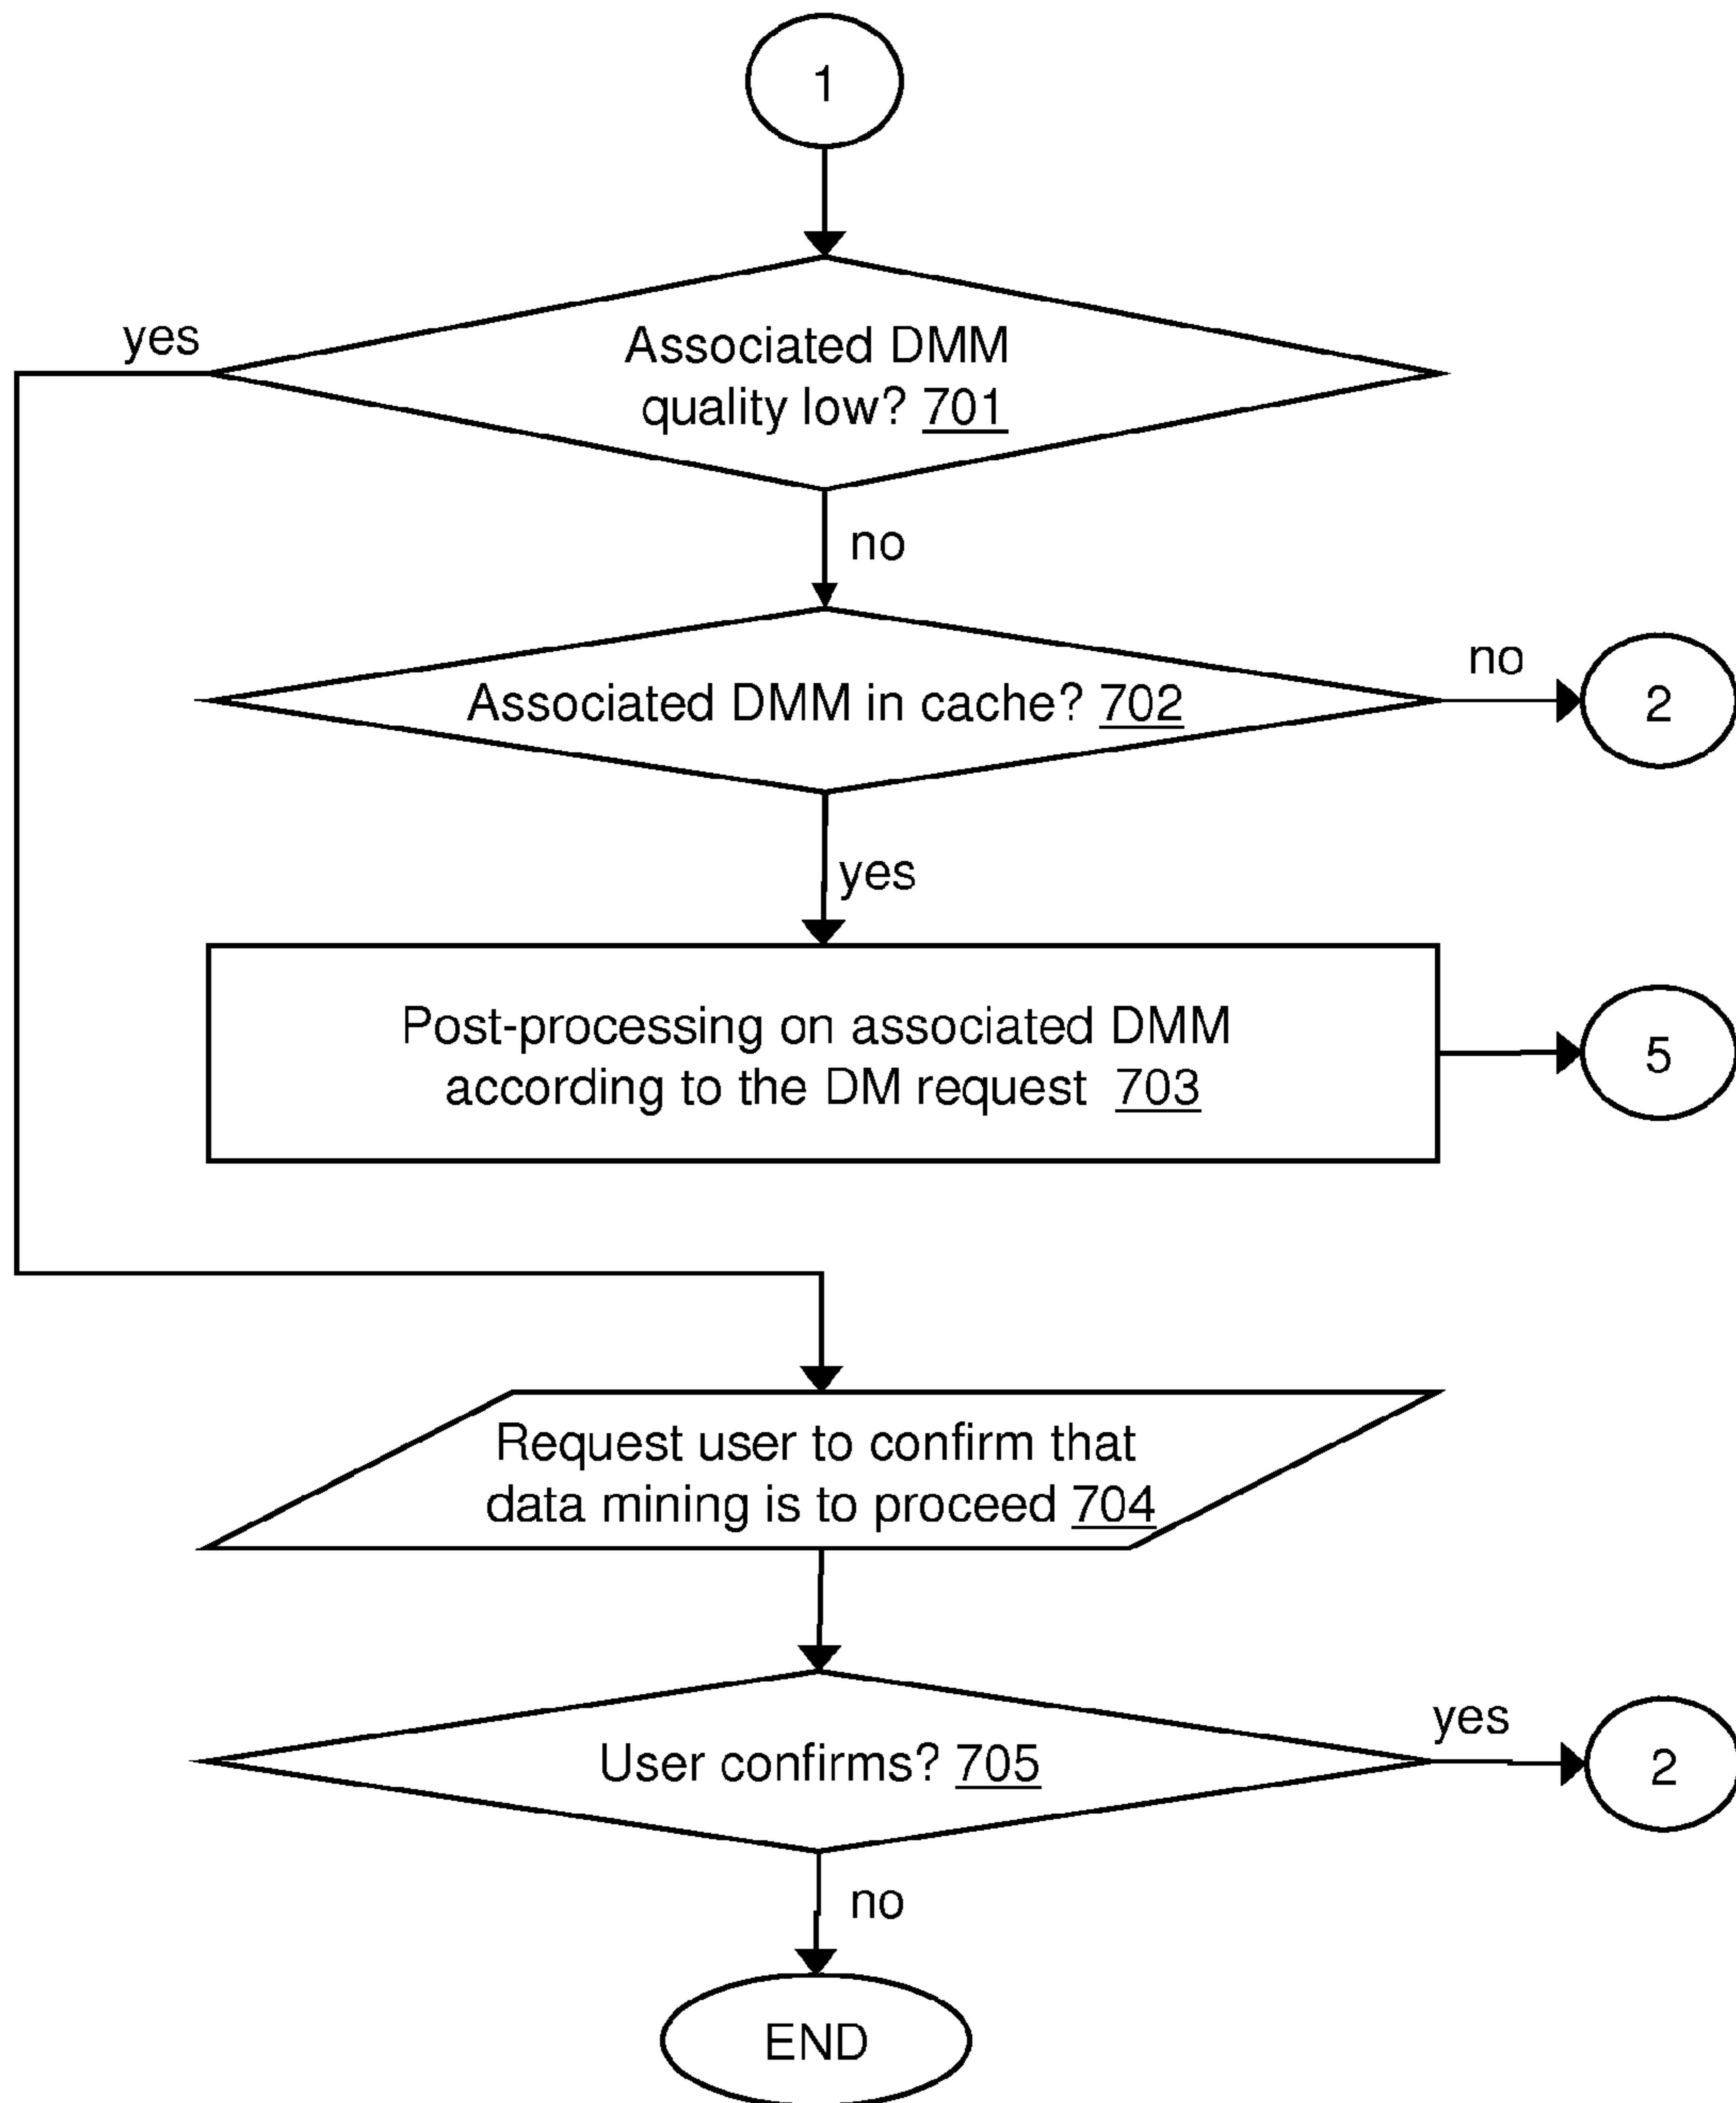 1
yes
Associated DMM
quality low? 701
no
Associated DMM in cache? 702
no
2
yes
Post-processing on associated DMM
according to the DM request 703
5
Request user to confirm that
data mining is to proceed 704
User confirms? 705
yes
2
no
END